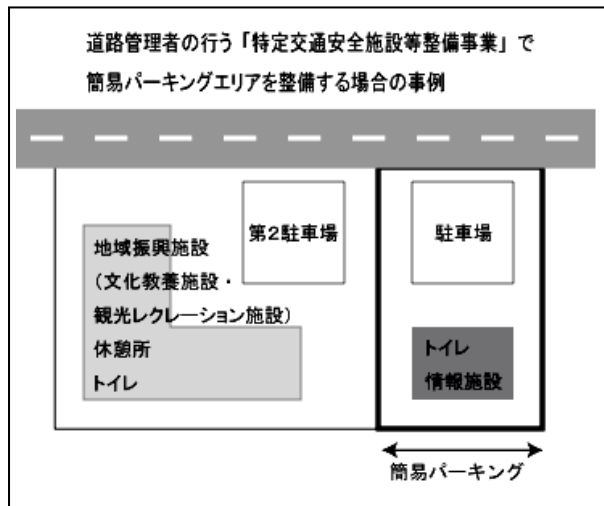 道路管理者の行う「特定交通安全施設等整備事業」で
簡易パーキングエリアを整備する場合の事例
地域振興施設
（文化教養施設・
観光レクレーション施設）
休憩所
トイレ
第2駐車場
駐車場
トイレ
情報施設
簡易パーキング